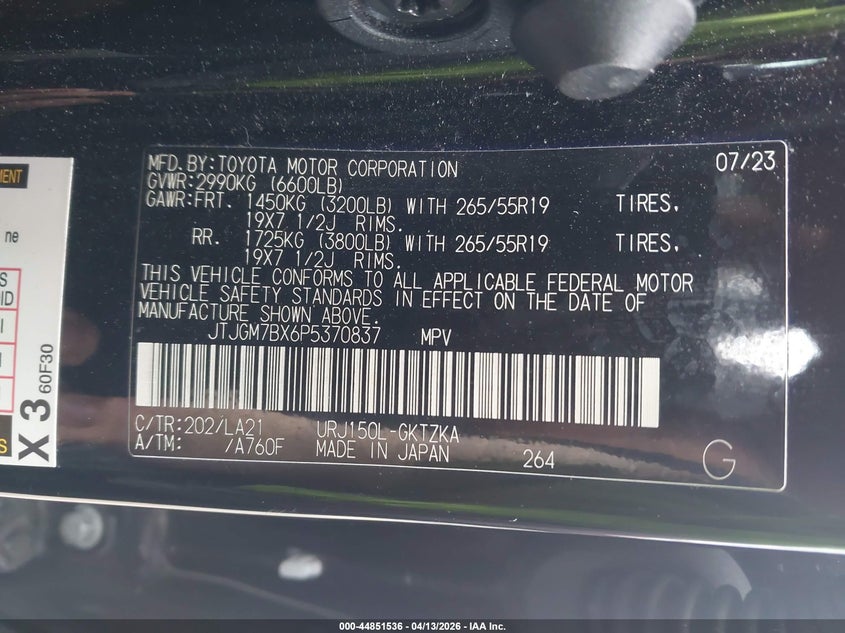 MFD. BY: TOYOTA MOTOR CORPORATION 07/23
GVWR: 2990KG (6600LB)
GAWR: FRT. 1450KG (3200LB) WITH 265/55R19 TIRES,
19X7 1/2J RIMS.
RR. 1725KG (3800LB) WITH 265/55R19 TIRES,
19X7 1/2J RIMS.
THIS VEHICLE CONFORMS TO ALL APPLICABLE FEDERAL MOTOR
VEHICLE SAFETY STANDARDS IN EFFECT ON THE DATE OF
MANUFACTURE SHOWN ABOVE.
JTJGM7BX6P5370837 MPV
C/TR: 202/LA21 URJ150L-GKTZKA
A/TM: /A760F MADE IN JAPAN 264 G
MENT
ne
S
OID
S
X 3 60F30
000-44851536 - 04/13/2026 - IAA Inc.